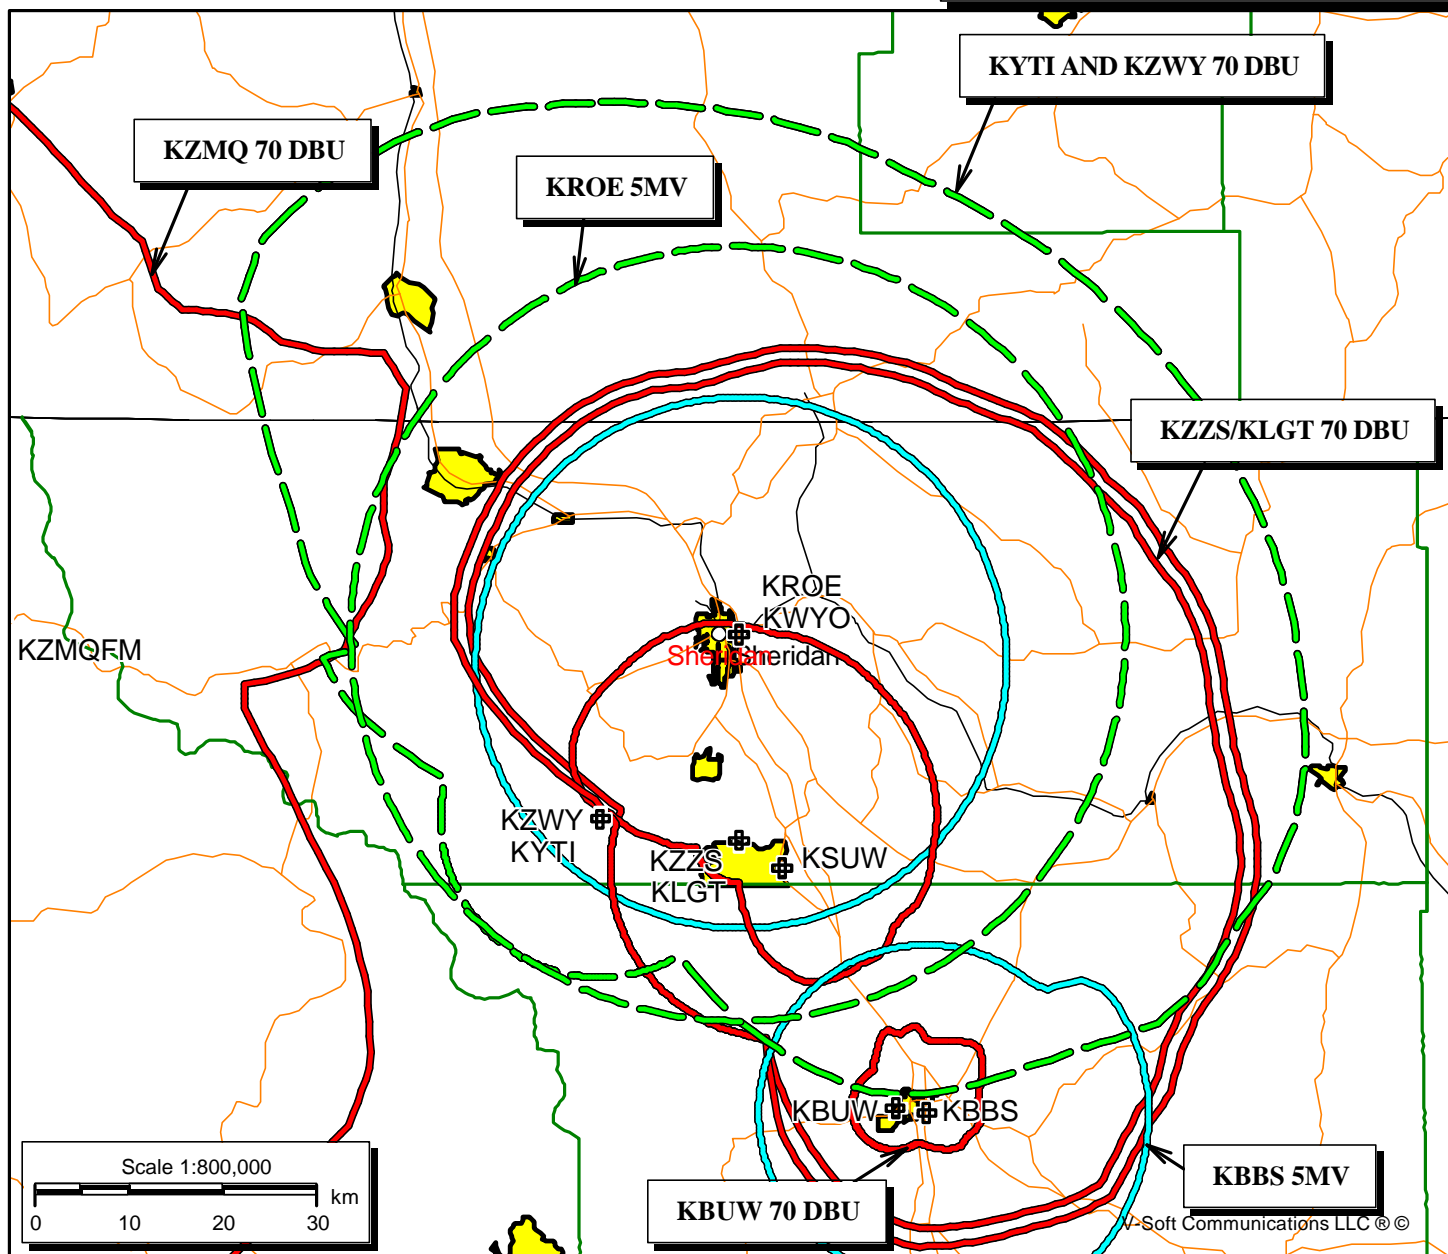 KYTI AND KZWY 70 DBU
KZMQ 70 DBU
KROE 5MV
KZZS/KLGT 70 DBU
KROE
KWYO
KZMQFM
Sheridan
Sheridan
KZWY
KYTI
KZZS
KLGT
KSUW
KBUW
KBBS
KBBS 5MV
KBUW 70 DBU
Scale 1:800,000
km
0 10 20 30
V-Soft Communications LLC ® ©